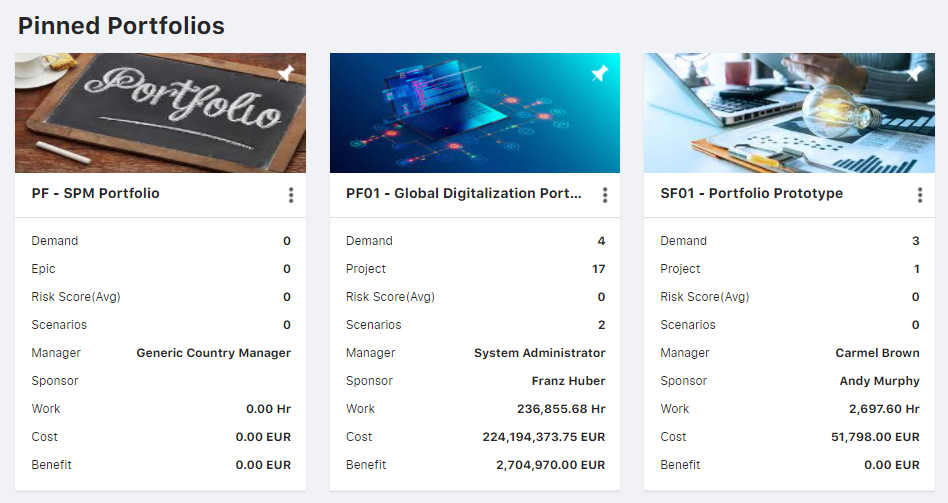 Pinned Portfolios
Portfolio
PF - SPM Portfolio
Demand 0
Epic 0
Risk Score(Avg) 0
Scenarios 0
Manager Generic Country Manager
Sponsor
Work 0.00 Hr
Cost 0.00 EUR
Benefit 0.00 EUR
PF01 - Global Digitalization Port...
Demand 4
Project 17
Risk Score(Avg) 0
Scenarios 2
Manager System Administrator
Sponsor Franz Huber
Work 236,855.68 Hr
Cost 224,194,373.75 EUR
Benefit 2,704,970.00 EUR
SF01 - Portfolio Prototype
Demand 3
Project 1
Risk Score(Avg) 0
Scenarios 0
Manager Carmel Brown
Sponsor Andy Murphy
Work 2,697.60 Hr
Cost 51,798.00 EUR
Benefit 0.00 EUR